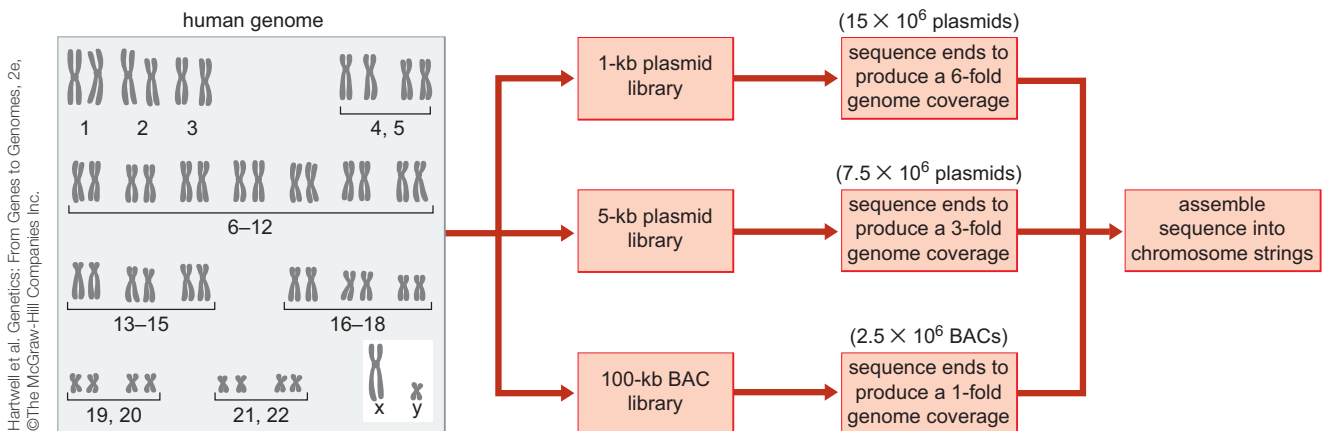 Hartwell et al. Genetics: From Genes to Genomes, 2e,
©The McGraw-Hill Companies Inc.
human genome
1
2
3
4, 5
6–12
13–15
16–18
19, 20
21, 22
x
y
1-kb plasmid
library
5-kb plasmid
library
100-kb BAC
library
(15 × 10⁶ plasmids)
sequence ends to
produce a 6-fold
genome coverage
(7.5 × 10⁶ plasmids)
sequence ends to
produce a 3-fold
genome coverage
(2.5 × 10⁶ BACs)
sequence ends to
produce a 1-fold
genome coverage
assemble
sequence into
chromosome strings